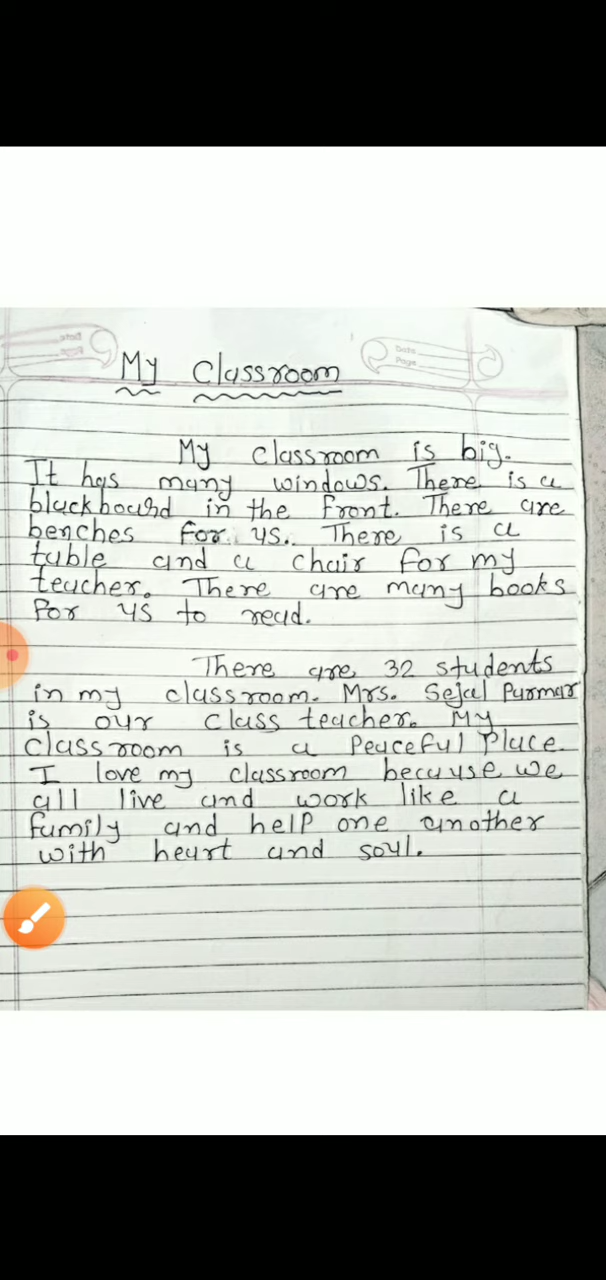 Date
Page
My Classroom
My classroom is big.
It has many windows. There is a
blackboard in the front. There are
benches for us. There is a
table and a chair for my
teacher. There are many books
for us to read.
There are 32 students
in my classroom. Mrs. Sejal Parmar
is our class teacher. My
classroom is a Peaceful Place.
I love my classroom because we
all live and work like a
family and help one another
with heart and soul.